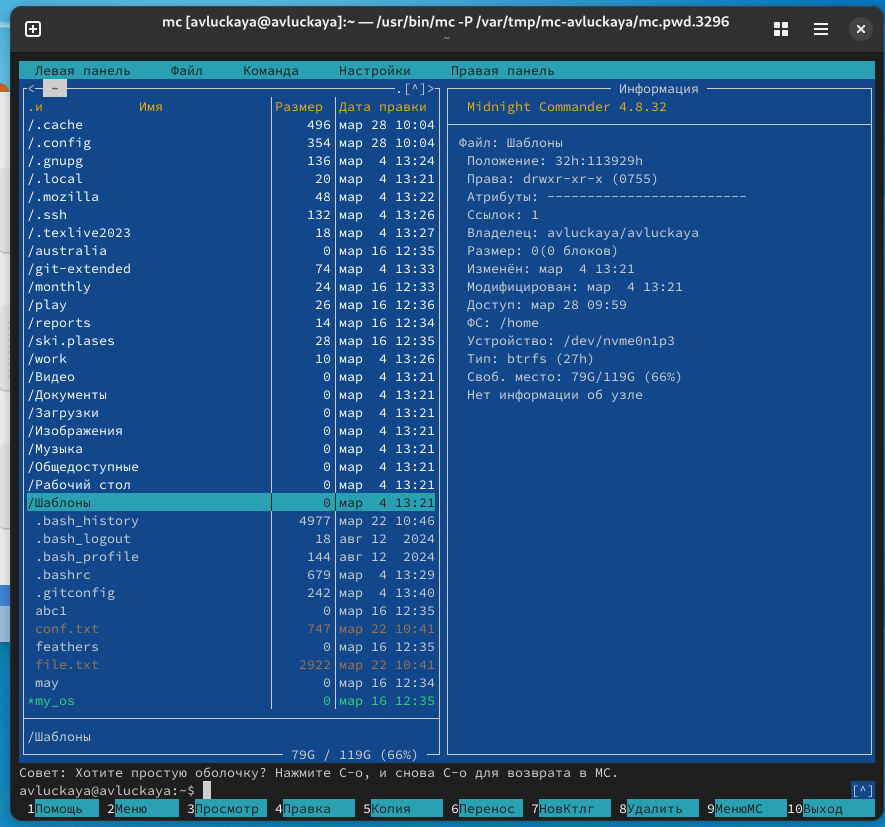 mc [avluckaya@avluckaya]:~ — /usr/bin/mc -P /var/tmp/mc-avluckaya/mc.pwd.3296
~
Левая панель Файл Команда Настройки Правая панель
<- ~ .[^]>
.и Имя Размер Дата правки
/.cache 496 мар 28 10:04
/.config 354 мар 28 10:04
/.gnupg 136 мар 4 13:24
/.local 20 мар 4 13:21
/.mozilla 48 мар 4 13:22
/.ssh 132 мар 4 13:26
/.texlive2023 18 мар 4 13:27
/australia 0 мар 16 12:35
/git-extended 74 мар 4 13:33
/monthly 24 мар 16 12:33
/play 26 мар 16 12:36
/reports 14 мар 16 12:34
/ski.plases 28 мар 16 12:35
/work 10 мар 4 13:26
/Видео 0 мар 4 13:21
/Документы 0 мар 4 13:21
/Загрузки 0 мар 4 13:21
/Изображения 0 мар 4 13:21
/Музыка 0 мар 4 13:21
/Общедоступные 0 мар 4 13:21
/Рабочий стол 0 мар 4 13:21
/Шаблоны 0 мар 4 13:21
.bash_history 4977 мар 22 10:46
.bash_logout 18 авг 12 2024
.bash_profile 144 авг 12 2024
.bashrc 679 мар 4 13:29
.gitconfig 242 мар 4 13:40
abc1 0 мар 16 12:35
conf.txt 747 мар 22 10:41
feathers 0 мар 16 12:35
file.txt 2922 мар 22 10:41
may 0 мар 16 12:34
*my_os 0 мар 16 12:35
/Шаблоны
79G / 119G (66%)
Информация
Midnight Commander 4.8.32
Файл: Шаблоны
Положение: 32h:113929h
Права: drwxr-xr-x (0755)
Атрибуты: -------------------------
Ссылок: 1
Владелец: avluckaya/avluckaya
Размер: 0(0 блоков)
Изменён: мар 4 13:21
Модифицирован: мар 4 13:21
Доступ: мар 28 09:59
ФС: /home
Устройство: /dev/nvme0n1p3
Тип: btrfs (27h)
Своб. место: 79G/119G (66%)
Нет информации об узле
Совет: Хотите простую оболочку? Нажмите C-o, и снова C-o для возврата в MC.
avluckaya@avluckaya:~$ [^]
1Помощь 2Меню 3Просмотр 4Правка 5Копия 6Перенос 7НовКтлг 8Удалить 9МенюМС 10Выход